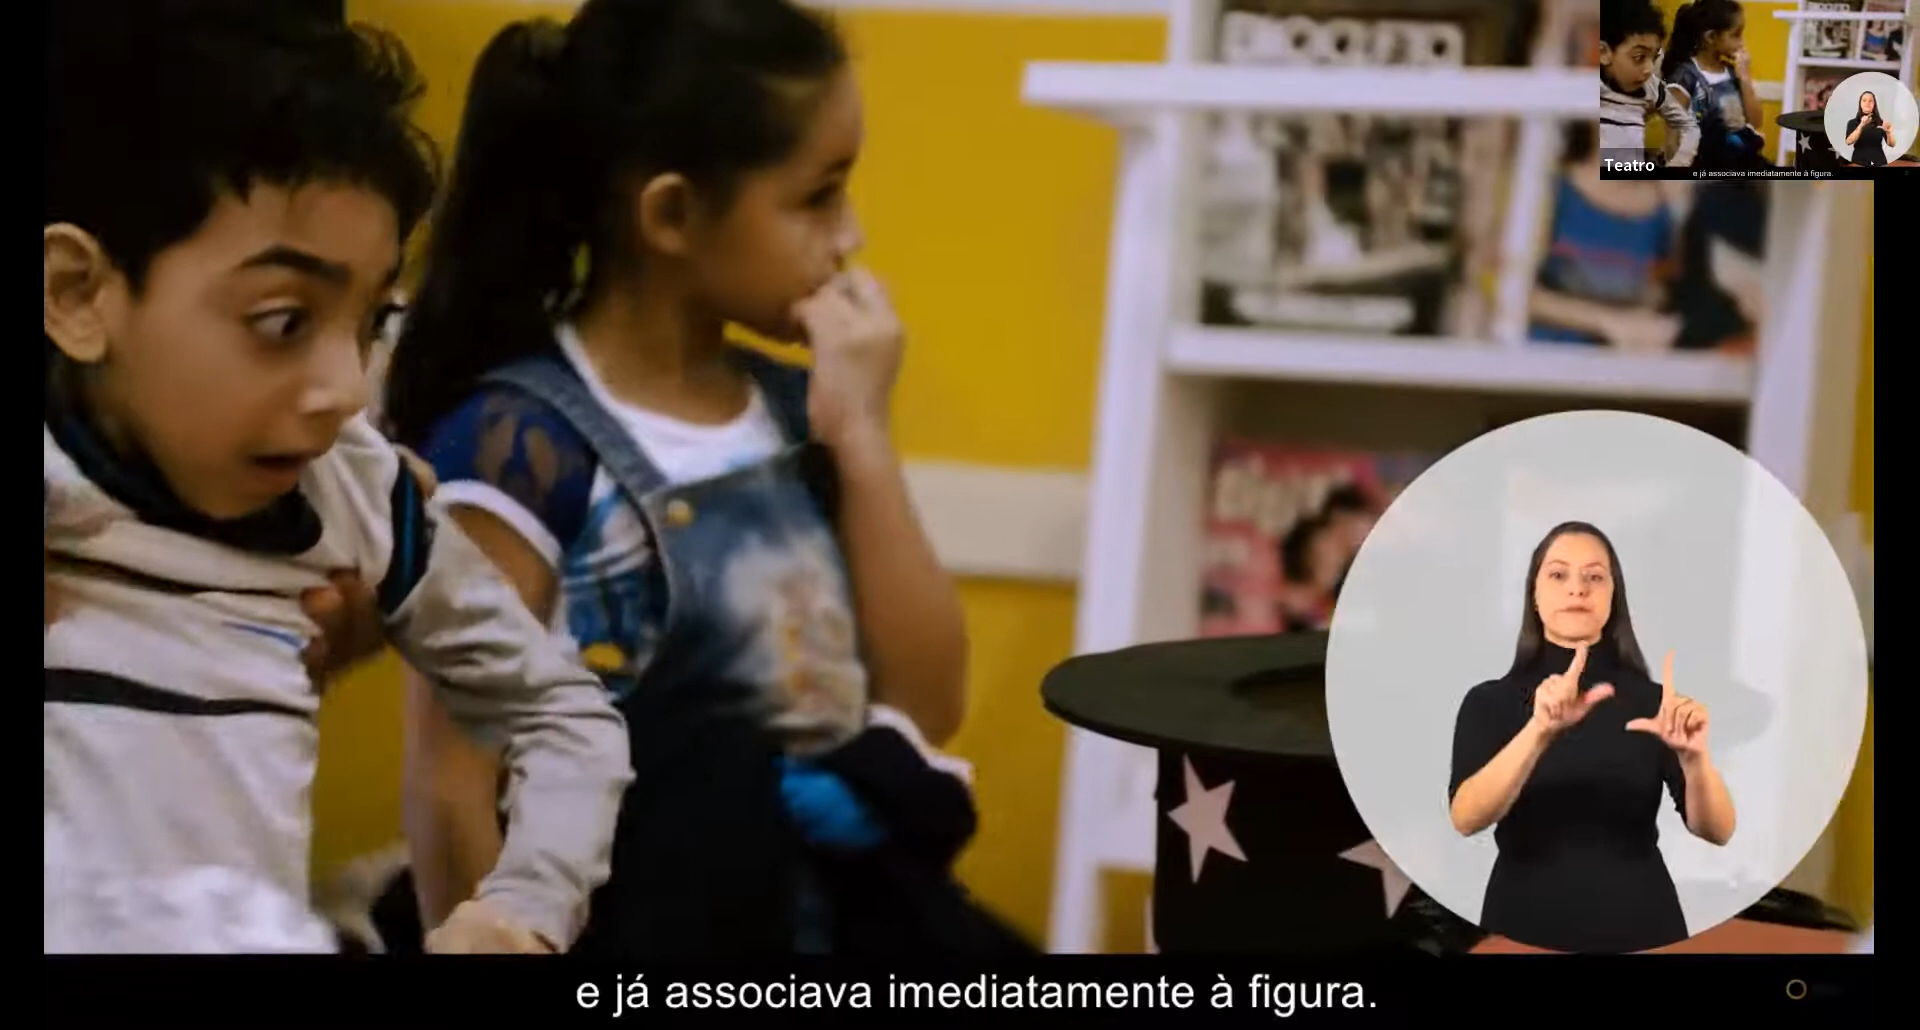 Teatro
e já associava imediatamente à figura.
e já associava imediatamente à figura.